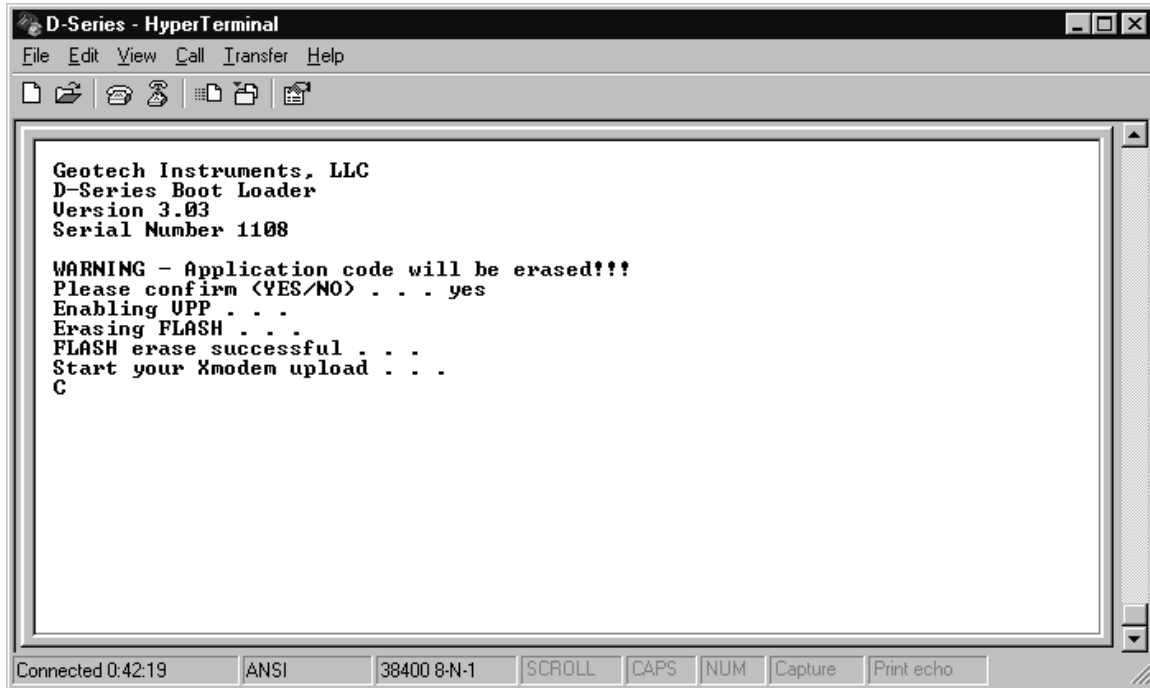 D-Series - HyperTerminal
File Edit View Call Transfer Help
Geotech Instruments, LLC
D-Series Boot Loader
Version 3.03
Serial Number 1108
WARNING - Application code will be erased!!!
Please confirm (YES/NO) . . . yes
Enabling VPP . . .
Erasing FLASH . . .
FLASH erase successful . . .
Start your Xmodem upload . . .
C
Connected 0:42:19 ANSI 38400 8-N-1 SCROLL CAPS NUM Capture Print echo